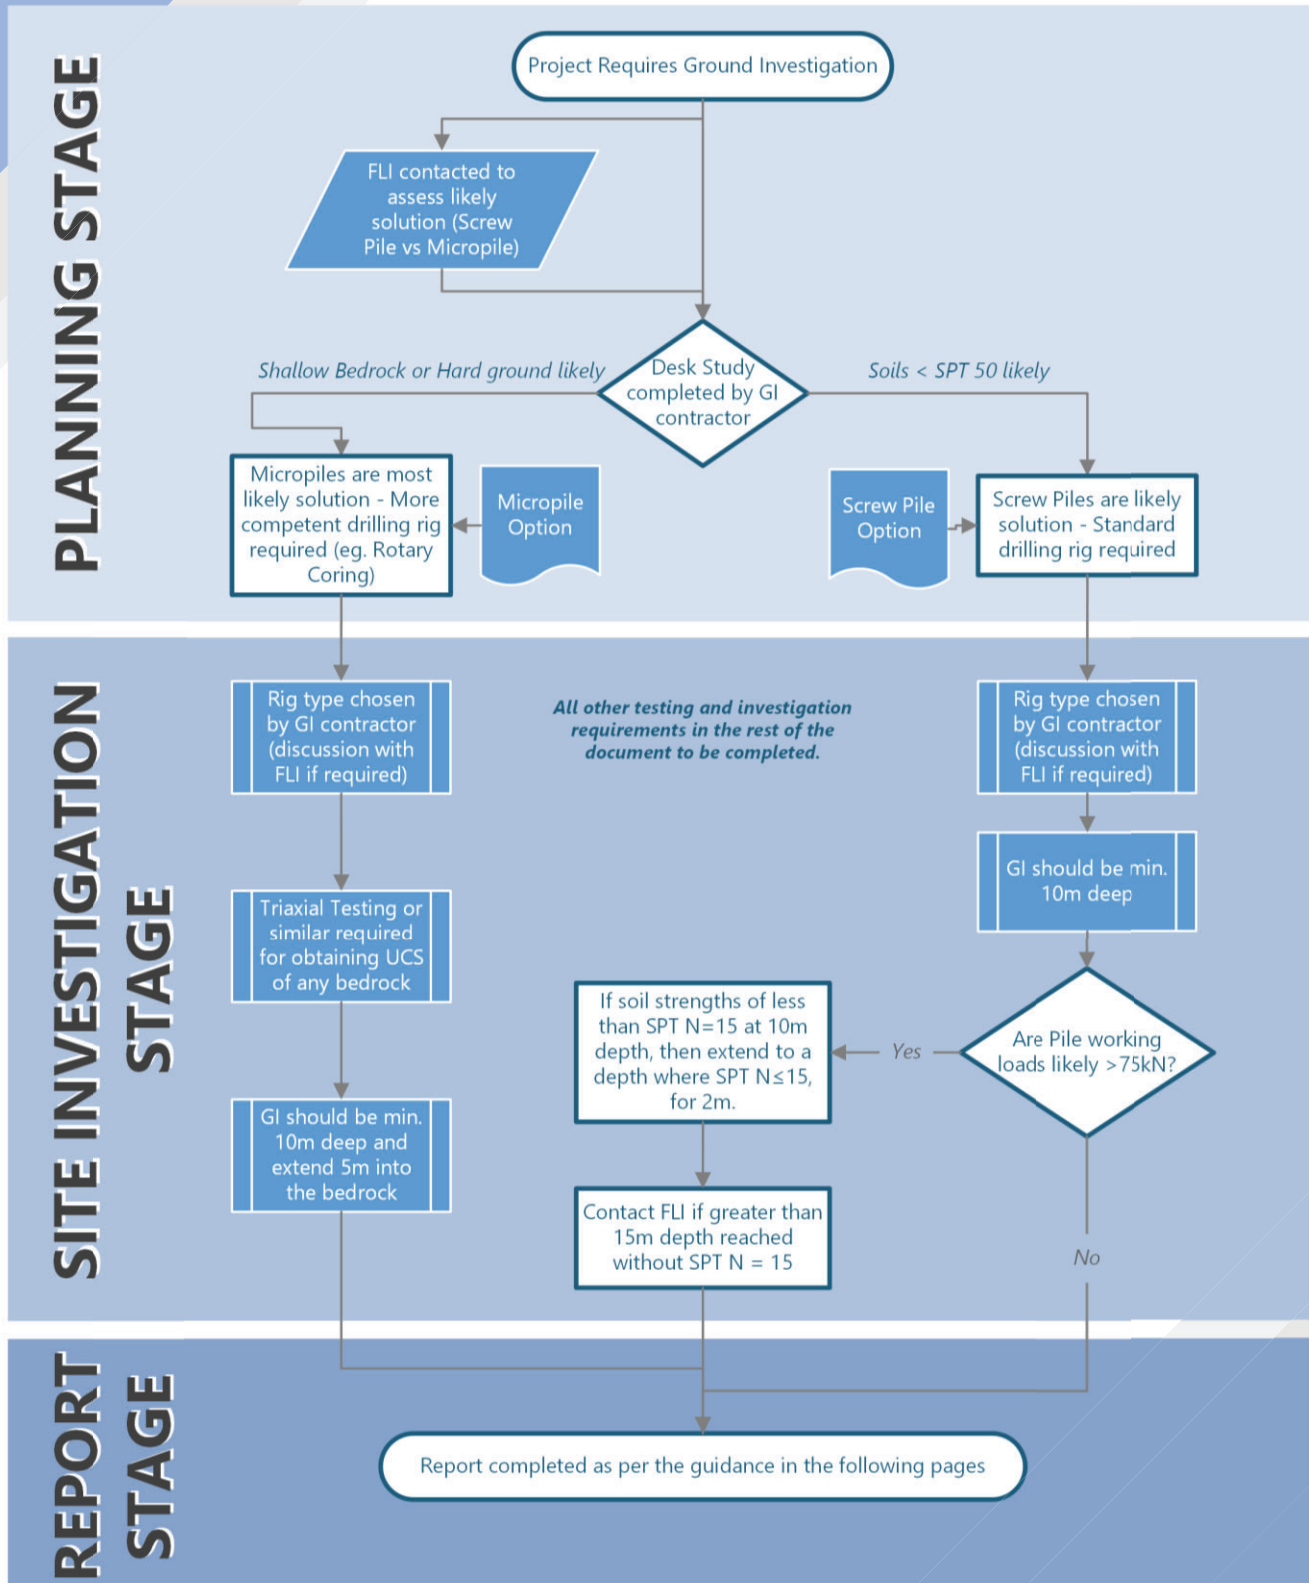 PLANNING STAGE
Project Requires Ground Investigation
FLI contacted to
assess likely
solution (Screw
Pile vs Micropile)
Desk Study
completed by GI
contractor
Shallow Bedrock or Hard ground likely
Soils < SPT 50 likely
Micropiles are most
likely solution - More
competent drilling rig
required (eg. Rotary
Coring)
Micropile
Option
Screw Pile
Option
Screw Piles are likely
solution - Standard
drilling rig required
SITE INVESTIGATION
STAGE
Rig type chosen
by GI contractor
(discussion with
FLI if required)
All other testing and investigation
requirements in the rest of the
document to be completed.
Rig type chosen
by GI contractor
(discussion with
FLI if required)
GI should be min.
10m deep
Triaxial Testing or
similar required
for obtaining UCS
of any bedrock
If soil strengths of less
than SPT N=15 at 10m
depth, then extend to a
depth where SPT N≤15,
for 2m.
Yes
Are Pile working
loads likely >75kN?
GI should be min.
10m deep and
extend 5m into
the bedrock
Contact FLI if greater than
15m depth reached
without SPT N = 15
No
REPORT
STAGE
Report completed as per the guidance in the following pages